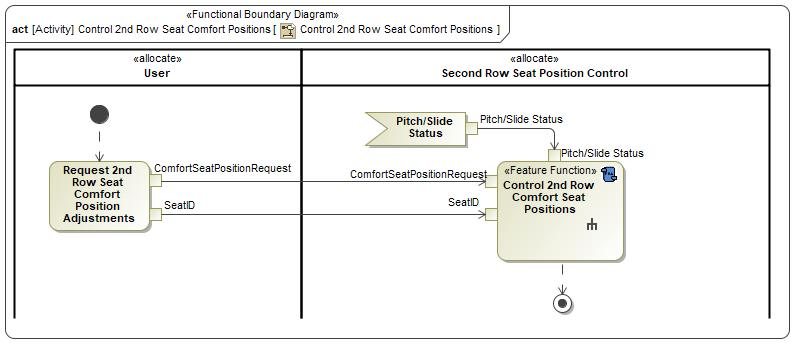 «Functional Boundary Diagram»
act [Activity] Control 2nd Row Seat Comfort Positions [ Control 2nd Row Seat Comfort Positions ]
«allocate»
User
«allocate»
Second Row Seat Position Control
Pitch/Slide
Status
Pitch/Slide Status
Pitch/Slide Status
Request 2nd
Row Seat
Comfort
Position
Adjustments
ComfortSeatPositionRequest
SeatID
ComfortSeatPositionRequest
SeatID
«Feature Function»
Control 2nd Row
Comfort Seat
Positions